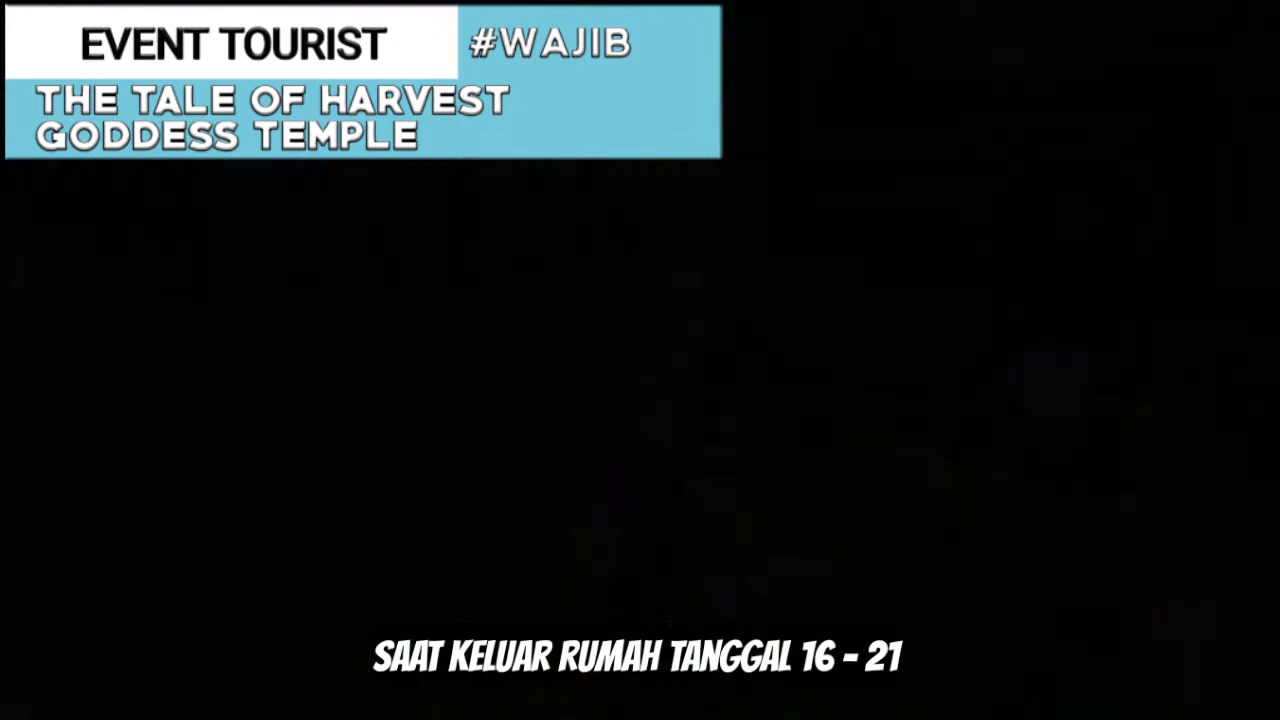 EVENT TOURIST
#WAJIB
THE TALE OF HARVEST
GODDESS TEMPLE
SAAT KELUAR RUMAH TANGGAL 16 - 21